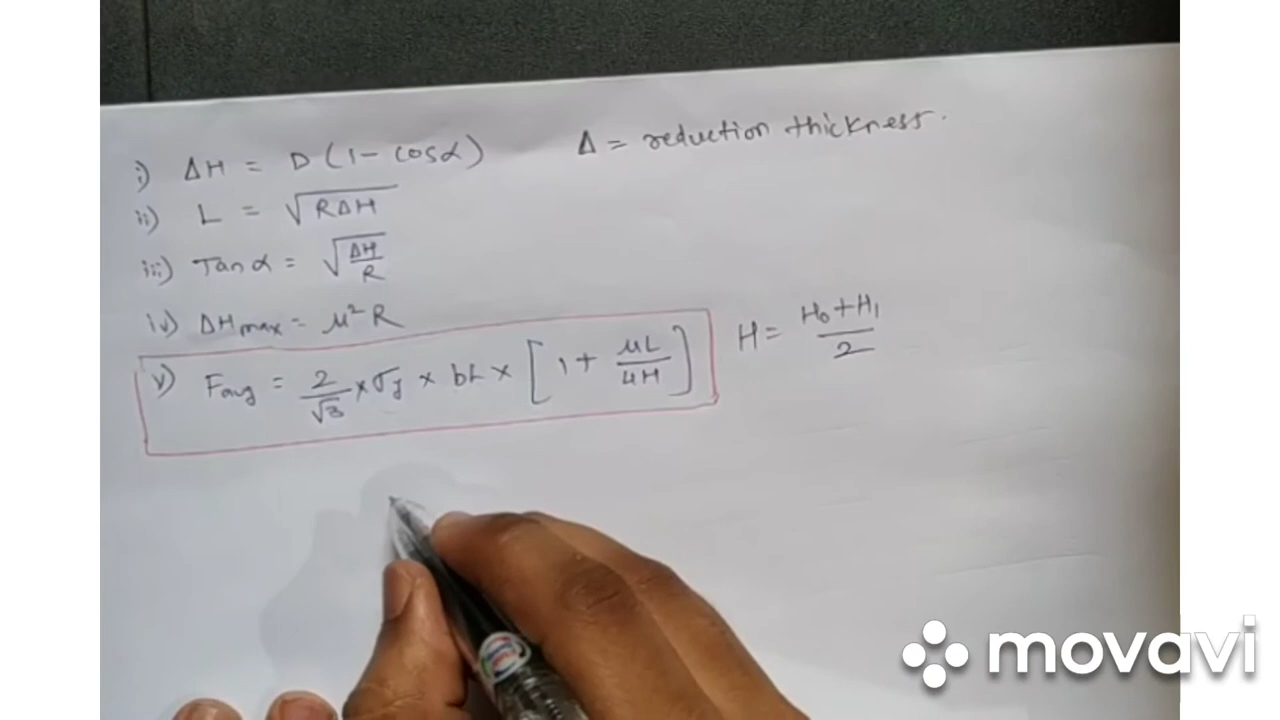 i) ΔH = D (1 - cosα)     Δ = reduction thickness.
ii) L = √(RΔH)
iii) Tanα = √(ΔH/R)
iv) ΔHmax = μ²R
v) Favg = 2/√3 × σy × bL × [1 + μL/4H]     H = (H0 + H1)/2
movavi